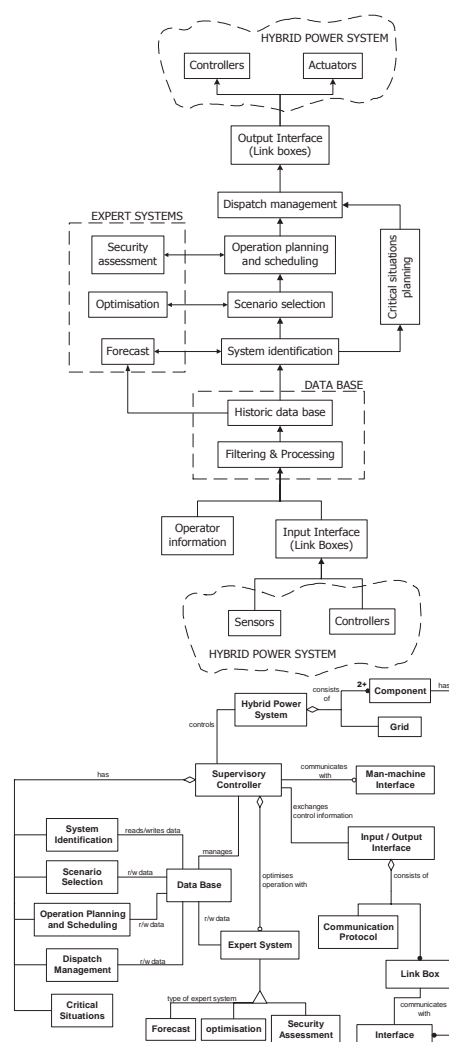 HYBRID POWER SYSTEM
Controllers
Actuators
Output Interface
(Link boxes)
Dispatch management
EXPERT SYSTEMS
Security
assessment
Operation planning
and scheduling
Critical situations
planning
Optimisation
Scenario selection
Forecast
System identification
DATA BASE
Historic data base
Filtering & Processing
Operator
information
Input Interface
(Link Boxes)
Sensors
Controllers
HYBRID POWER SYSTEM
Hybrid Power
System
consists
of
2+
Component
has
Grid
controls
has
Supervisory
Controller
communicates
with
Man-machine
Interface
exchanges
control information
System
Identification
reads/writes data
manages
Input / Output
Interface
Scenario
Selection
r/w data
Data Base
optimises
operation with
consists of
Operation Planning
and Scheduling
r/w data
r/w data
Communication
Protocol
Expert System
Dispatch
Management
r/w data
Link Box
Critical
Situations
type of expert system
communicates
with
Forecast
optimisation
Security
Assessment
Interface